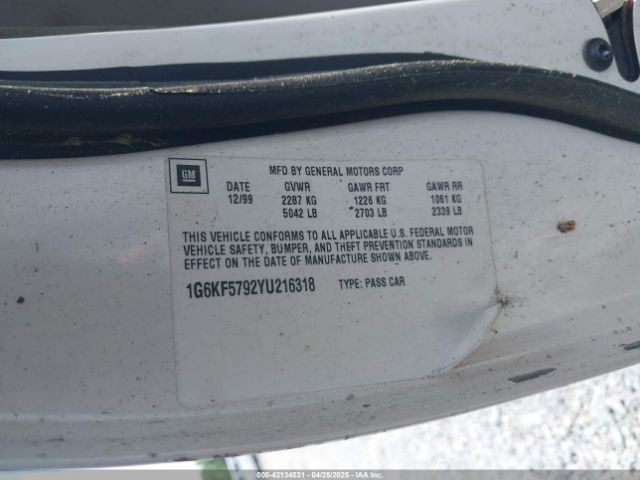 GM
MFD BY GENERAL MOTORS CORP
DATE GVWR GAWR FRT GAWR RR
12/99 2287 KG 1226 KG 1061 KG
5042 LB 2703 LB 2339 LB
THIS VEHICLE CONFORMS TO ALL APPLICABLE U.S. FEDERAL MOTOR
VEHICLE SAFETY, BUMPER, AND THEFT PREVENTION STANDARDS IN
EFFECT ON THE DATE OF MANUFACTURE SHOWN ABOVE.
1G6KF5792YU216318 TYPE: PASS CAR
000-42134531 - 04/25/2025 - IAA Inc.